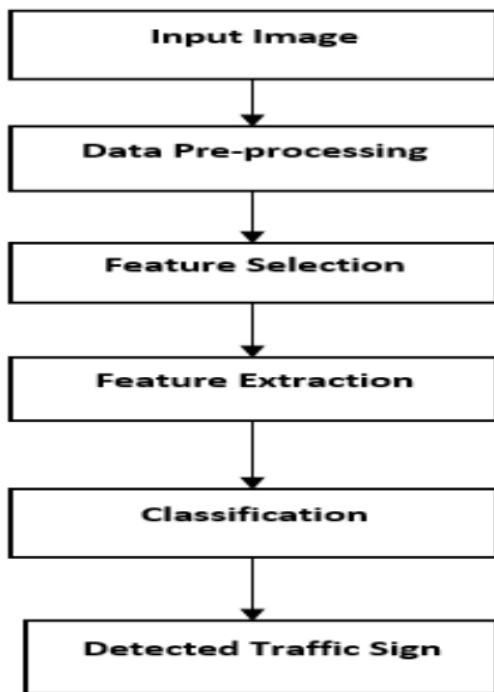 Input Image
Data Pre-processing
Feature Selection
Feature Extraction
Classification
Detected Traffic Sign